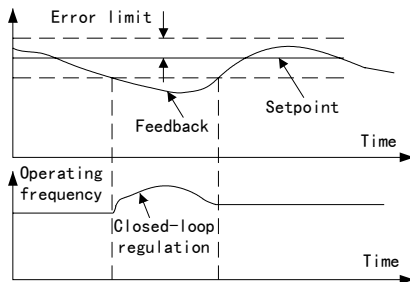 Error limit
Setpoint
Feedback
Time
Operating
frequency
Closed-loop
regulation
Time